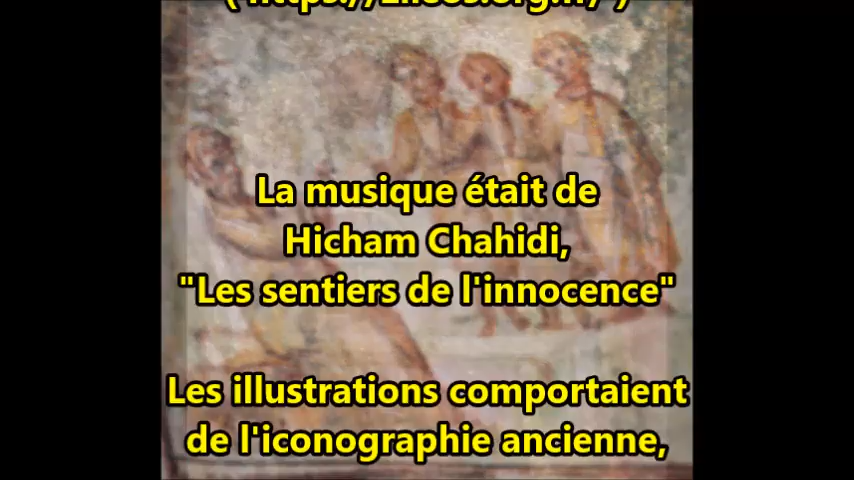 La musique était de
Hicham Chahidi,
"Les sentiers de l'innocence"
Les illustrations comportaient
de l'iconographie ancienne,